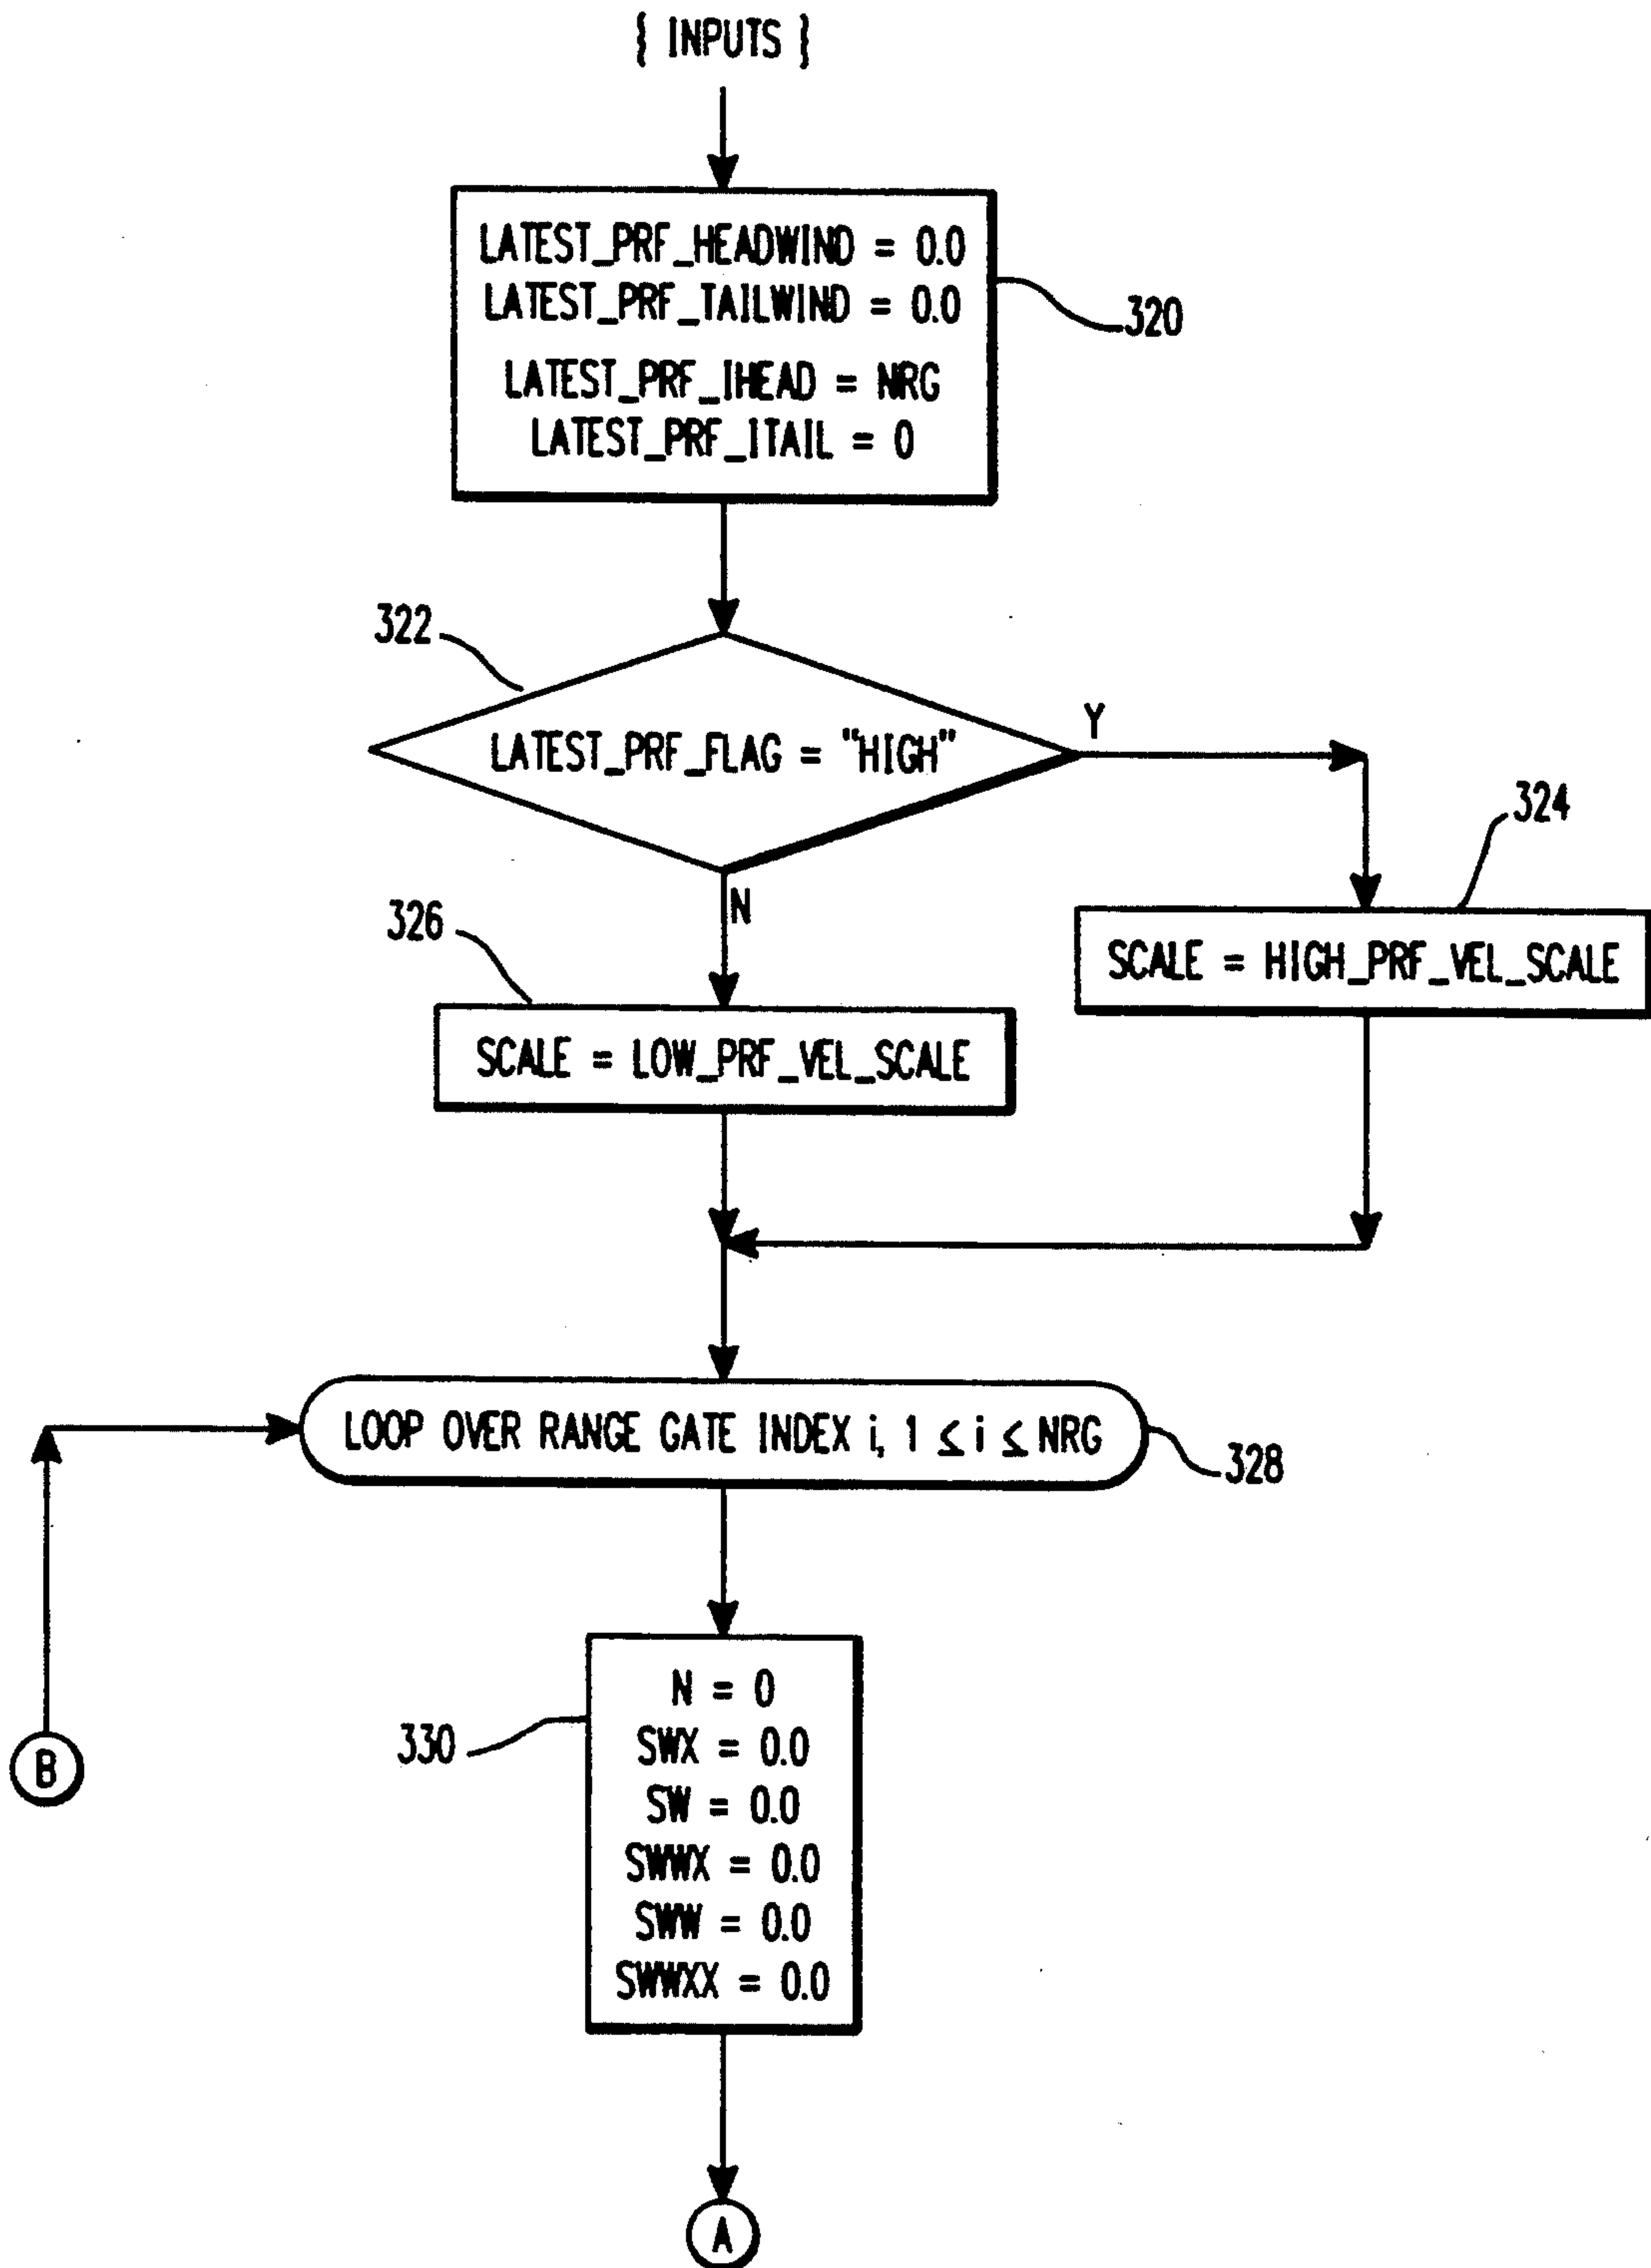 { INPUTS }
LATEST_PRF_HEADWIND = 0.0
LATEST_PRF_TAILWIND = 0.0
LATEST_PRF_IHEAD = NRG
LATEST_PRF_ITAIL = 0
320
322
LATEST_PRF_FLAG = "HIGH"
Y
324
N
326
SCALE = HIGH_PRF_VEL_SCALE
SCALE = LOW_PRF_VEL_SCALE
LOOP OVER RANGE GATE INDEX i, 1 ≤ i ≤ NRG
328
N = 0
330
SWX = 0.0
SW = 0.0
SWWX = 0.0
SWW = 0.0
SWWXX = 0.0
B
A